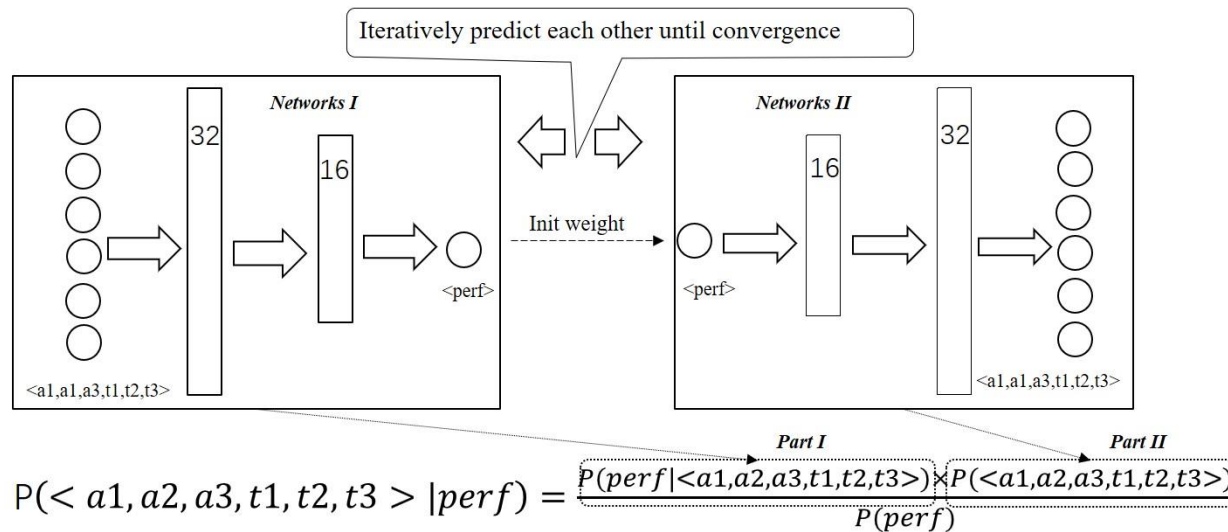 Iteratively predict each other until convergence
Networks I
32
16
<perf>
<a1,a1,a3,t1,t2,t3>
Init weight
Networks II
<perf>
16
32
<a1,a1,a3,t1,t2,t3>
Part I
Part II
P(< a1, a2, a3, t1, t2, t3 > |perf) = P(perf|<a1,a2,a3,t1,t2,t3>)×P(<a1,a2,a3,t1,t2,t3>)
P(perf)